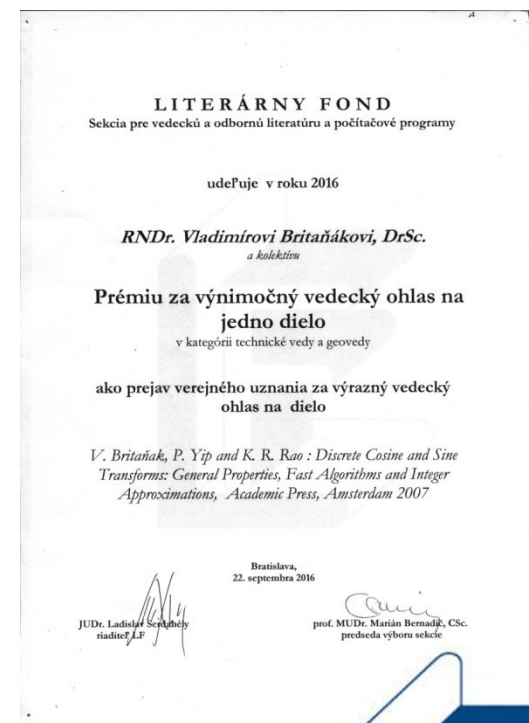 LITERÁRNY FOND
Sekcia pre vedeckú a odbornú literatúru a počítačové programy
udeľuje v roku 2016
RNDr. Vladimírovi Britaňákovi, DrSc.
a kolektívu
Prémiu za výnimočný vedecký ohlas na
jedno dielo
v kategórii technické vedy a geovedy
ako prejav verejného uznania za výrazný vedecký
ohlas na dielo
V. Britaňak, P. Yip and K. R. Rao : Discrete Cosine and Sine
Transforms: General Properties, Fast Algorithms and Integer
Approximations, Academic Press, Amsterdam 2007
Bratislava,
22. septembra 2016
JUDr. Ladislav
riaditeľ LF
prof. MUDr. Marián Bernadič, CSc.
predseda výboru sekcie